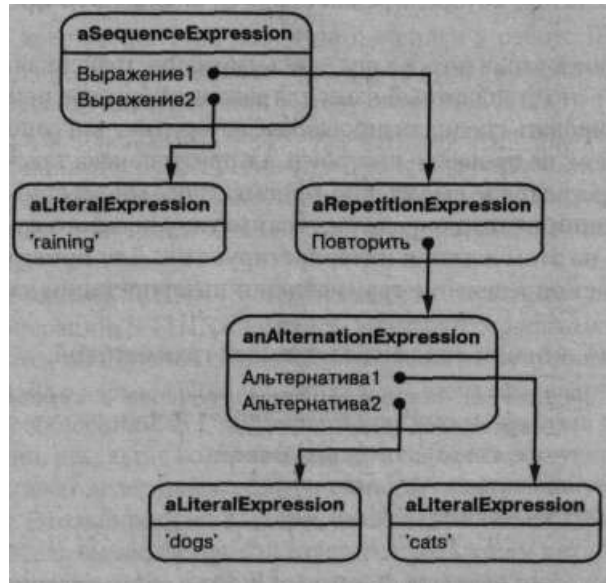 aSequenceExpression
Выражение1
Выражение2
aLiteralExpression
'raining'
aRepetitionExpression
Повторить
anAlternationExpression
Альтернатива1
Альтернатива2
aLiteralExpression
'dogs'
aLiteralExpression
'cats'